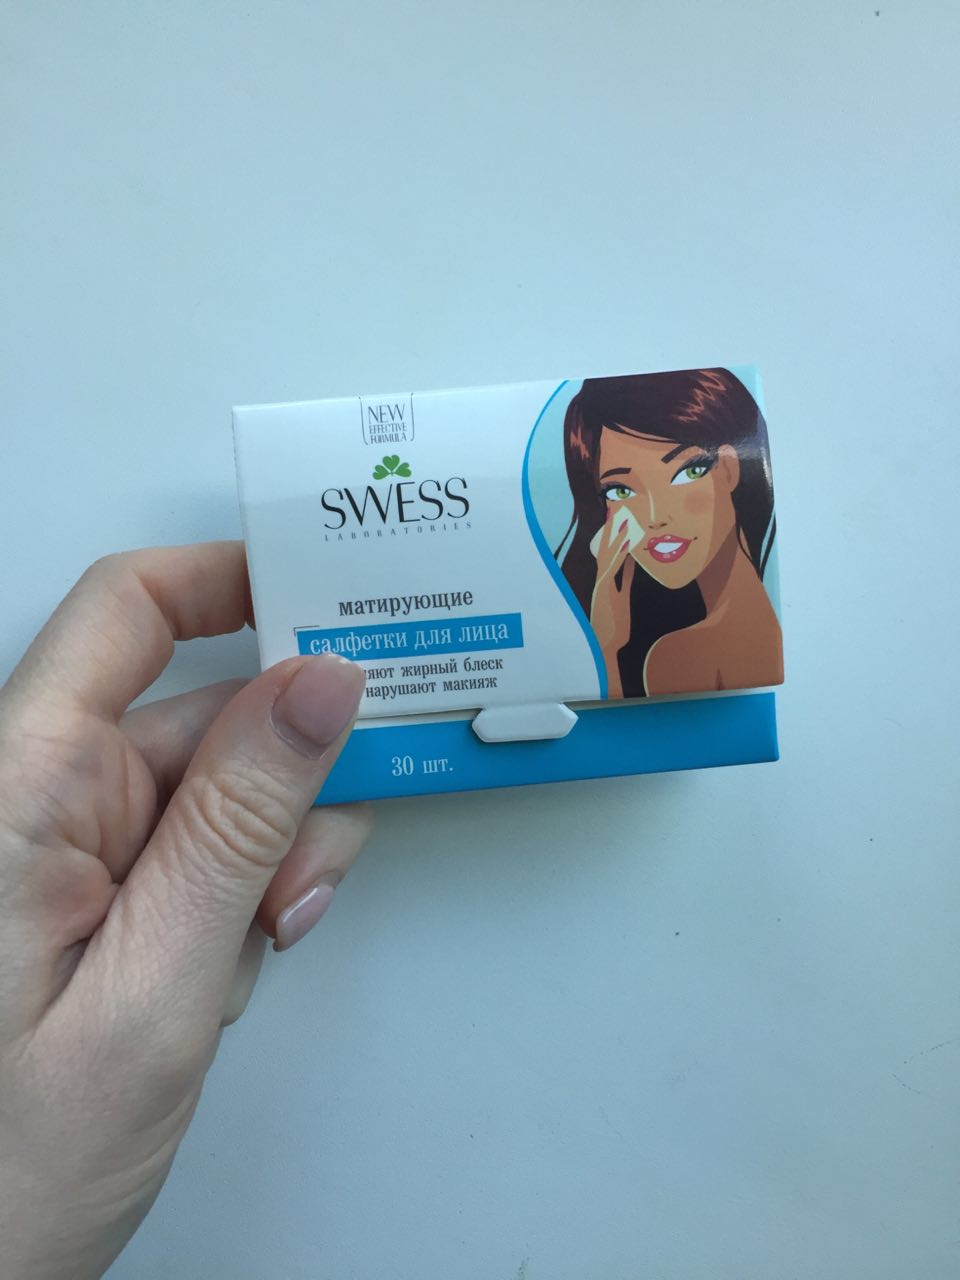 NEW
EFFECTIVE
FORMULA
SWESS
LABORATORIES
матирующие
салфетки для лица
жирный блеск
нарушают макияж
30 шт.